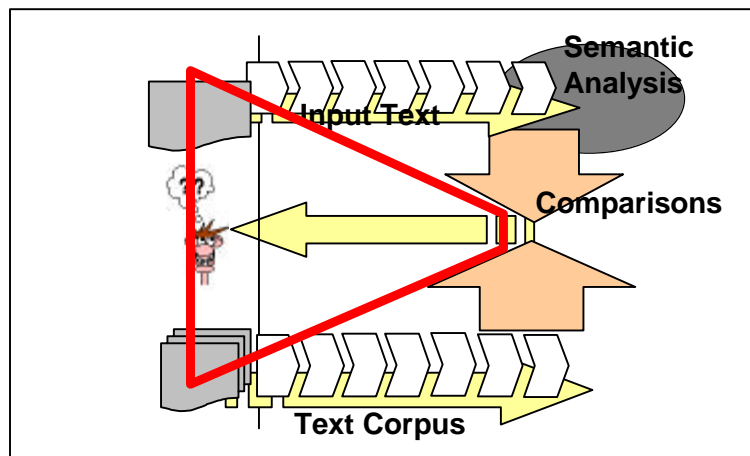 Semantic
Analysis
Input Text
??
Comparisons
Text Corpus